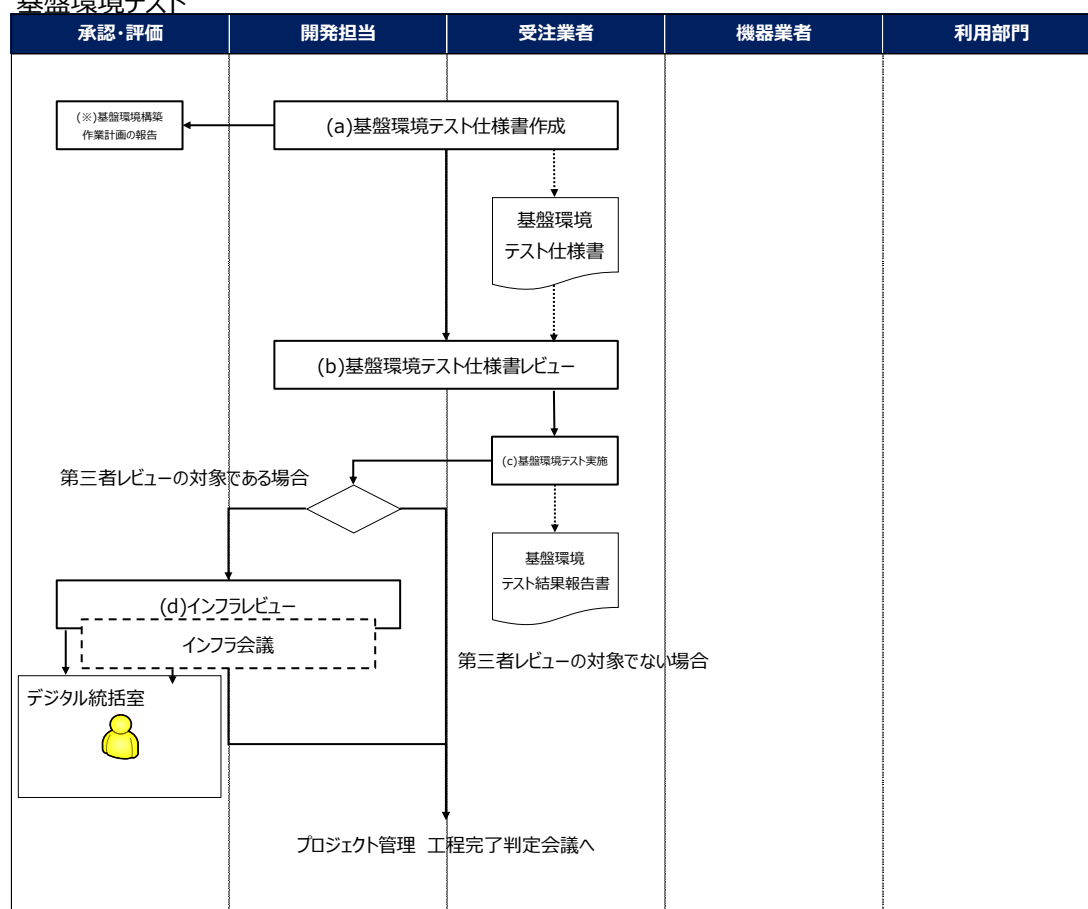 基盤環境テスト
承認・評価
開発担当
受注業者
機器業者
利用部門
(※)基盤環境構築
作業計画の報告
(a)基盤環境テスト仕様書作成
基盤環境
テスト仕様書
(b)基盤環境テスト仕様書レビュー
(c)基盤環境テスト実施
第三者レビューの対象である場合
基盤環境
テスト結果報告書
(d)インフラレビュー
インフラ会議
第三者レビューの対象でない場合
デジタル統括室
プロジェクト管理 工程完了判定会議へ